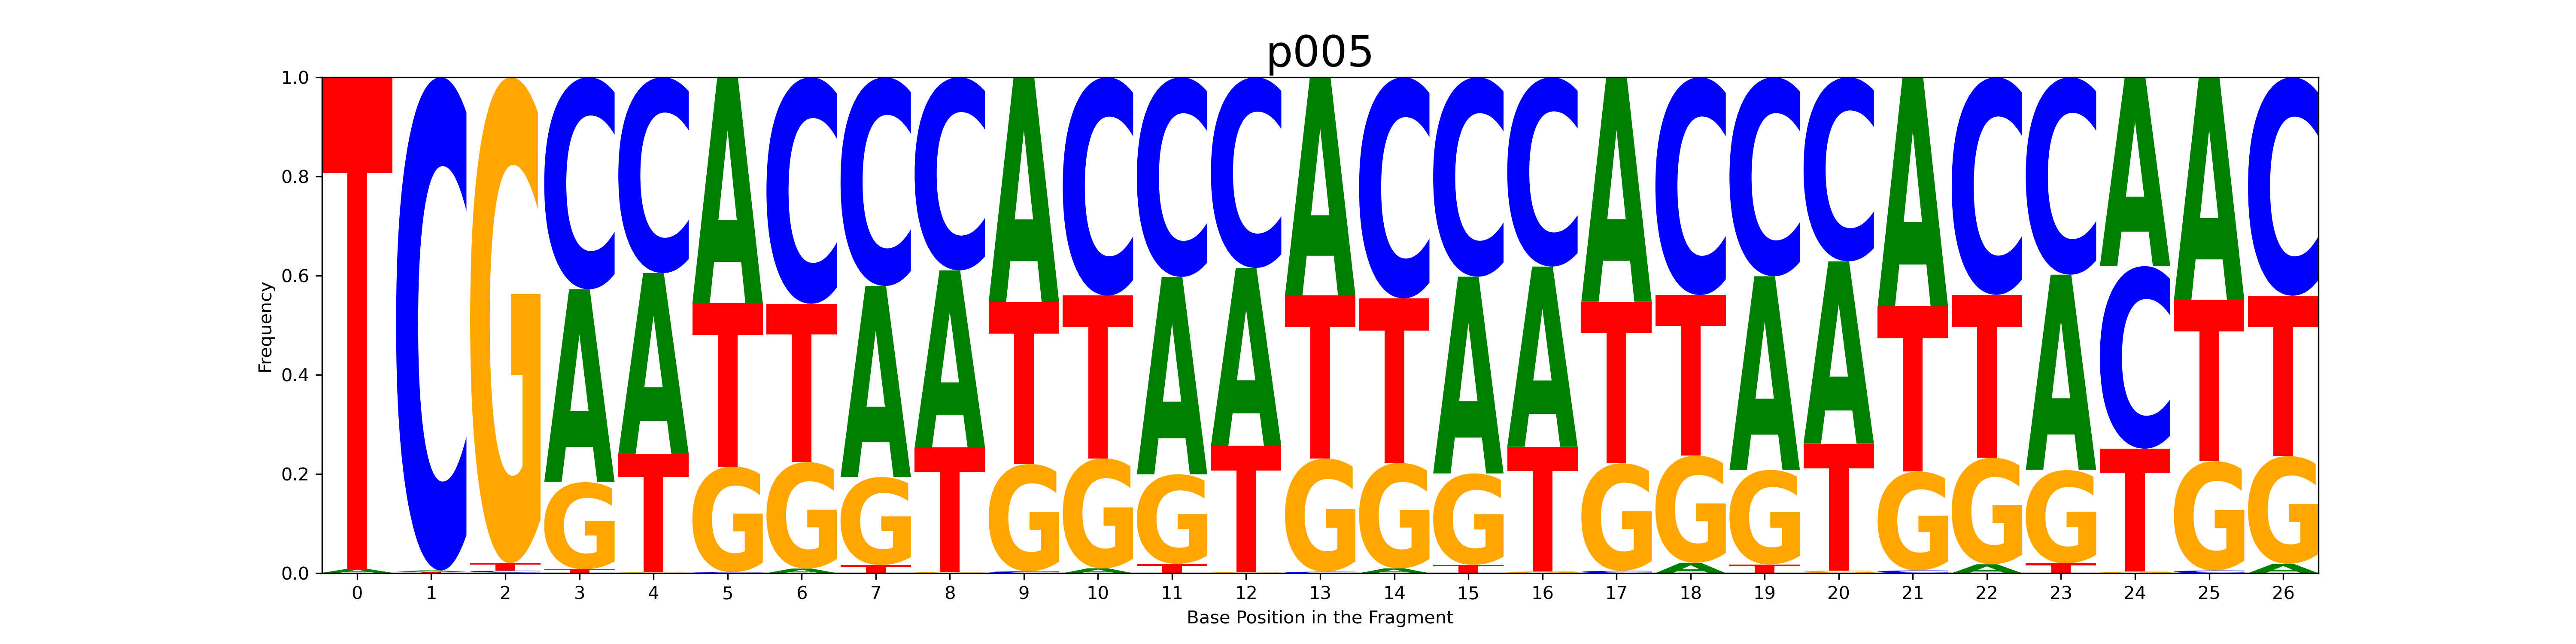 p005
Frequency
1.0
0.8
0.6
0.4
0.2
0.0
T C G C C A C C C A C C C A C C C A C C C A C C A A C
A A T T A A T T A A T T A A T T A A T T A C T T
G T G G G T G G G T G G G T G G G T G G G T G G
0 1 2 3 4 5 6 7 8 9 10 11 12 13 14 15 16 17 18 19 20 21 22 23 24 25 26
Base Position in the Fragment